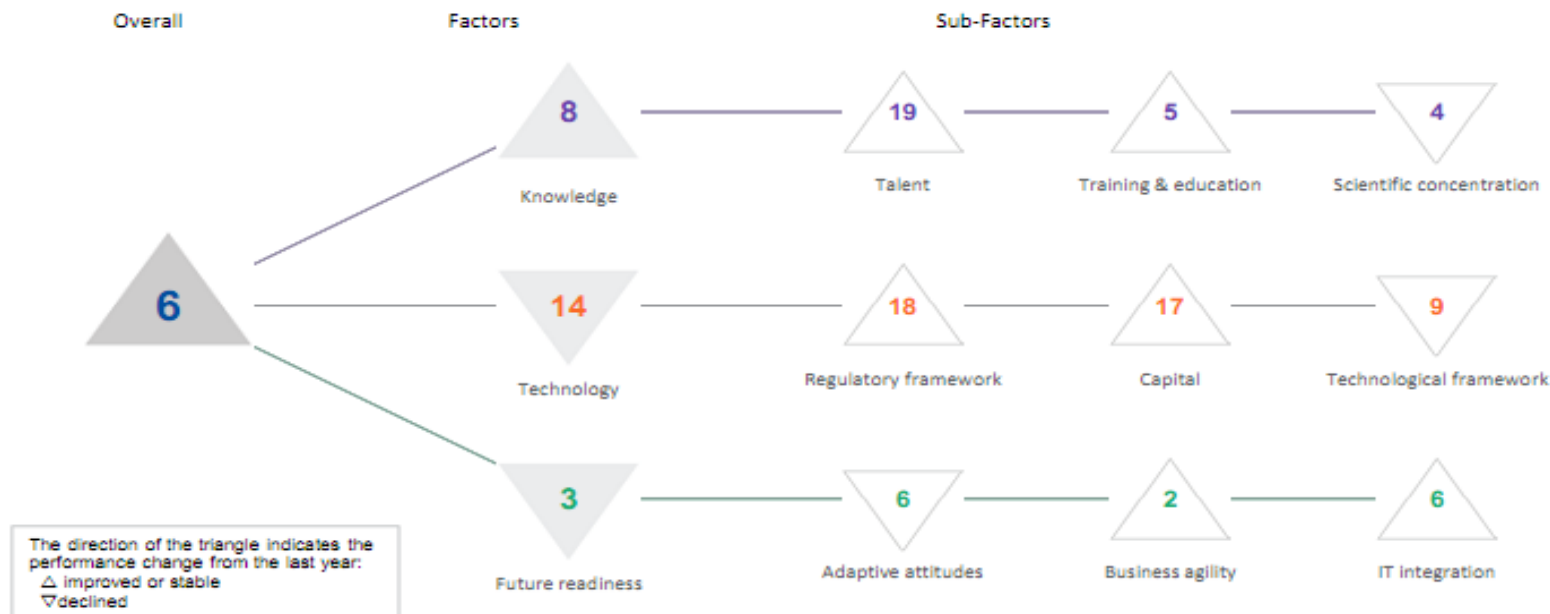 Overall Factors Sub-Factors
8 19 5 4
Knowledge Talent Training & education Scientific concentration
6
14 18 17 9
Technology Regulatory framework Capital Technological framework
3 6 2 6
Future readiness Adaptive attitudes Business agility IT integration
The direction of the triangle indicates the
performance change from the last year:
△ improved or stable
▽declined